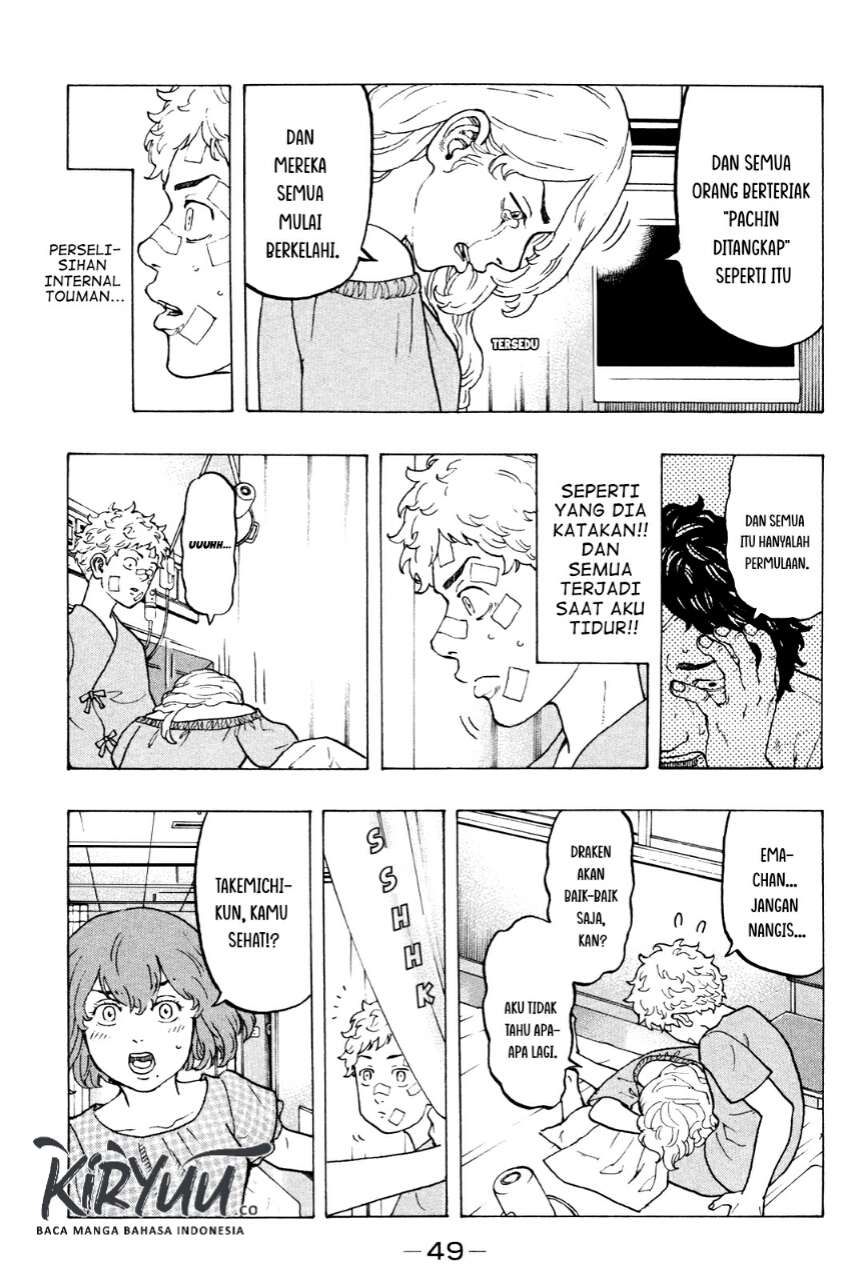 DAN SEMUA
ORANG BERTERIAK
"PACHIN
DITANGKAP"
SEPERTI ITU
DAN
MEREKA
SEMUA
MULAI
BERKELAHI.
TERSEDU
PERSELI-
SIHAN
INTERNAL
TOUMAN...
DAN SEMUA
ITU HANYALAH
PERMULAAN.
SEPERTI
YANG DIA
KATAKAN!!
DAN
SEMUA
TERJADI
SAAT AKU
TIDUR!!
UUUHH...
EMA-
CHAN...
JANGAN
NANGIS...
DRAKEN
AKAN
BAIK-BAIK
SAJA,
KAN?
AKU TIDAK
TAHU APA-
APA LAGI.
SSHHK
TAKEMICHI-
KUN, KAMU
SEHAT!?
KIRYUU.CO
BACA MANGA BAHASA INDONESIA
-49-